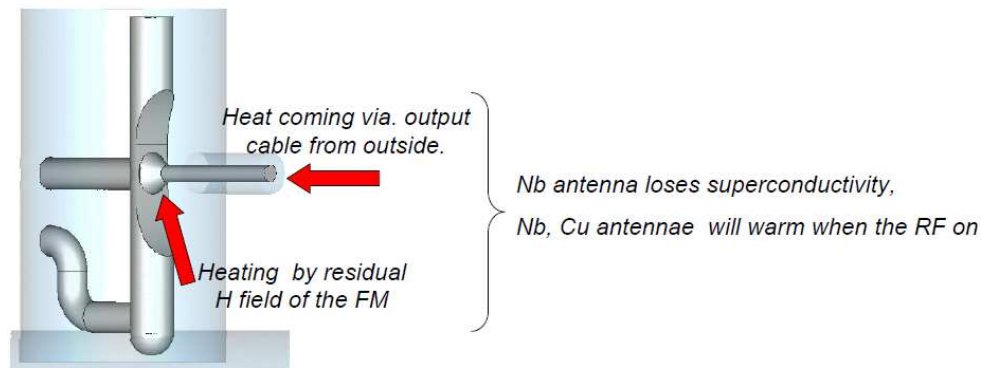 Heat coming via. output
cable from outside.
Heating by residual
H field of the FM
Nb antenna loses superconductivity,
Nb, Cu antennae will warm when the RF on